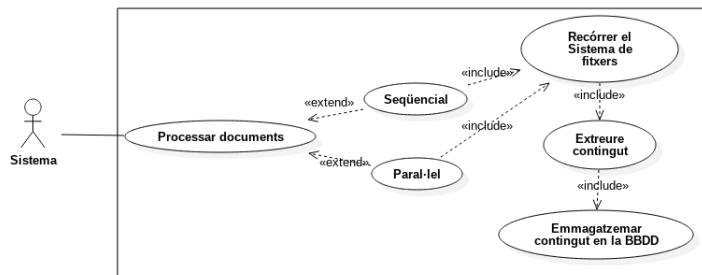 Recórrer el
Sistema de
fitxers
«include»
Seqüencial
«extend»
«include»
Processar documents
«include»
Extreure
contingut
Sistema
«extend»
Paral·lel
«include»
Emmagatzemar
contingut en la BBDD